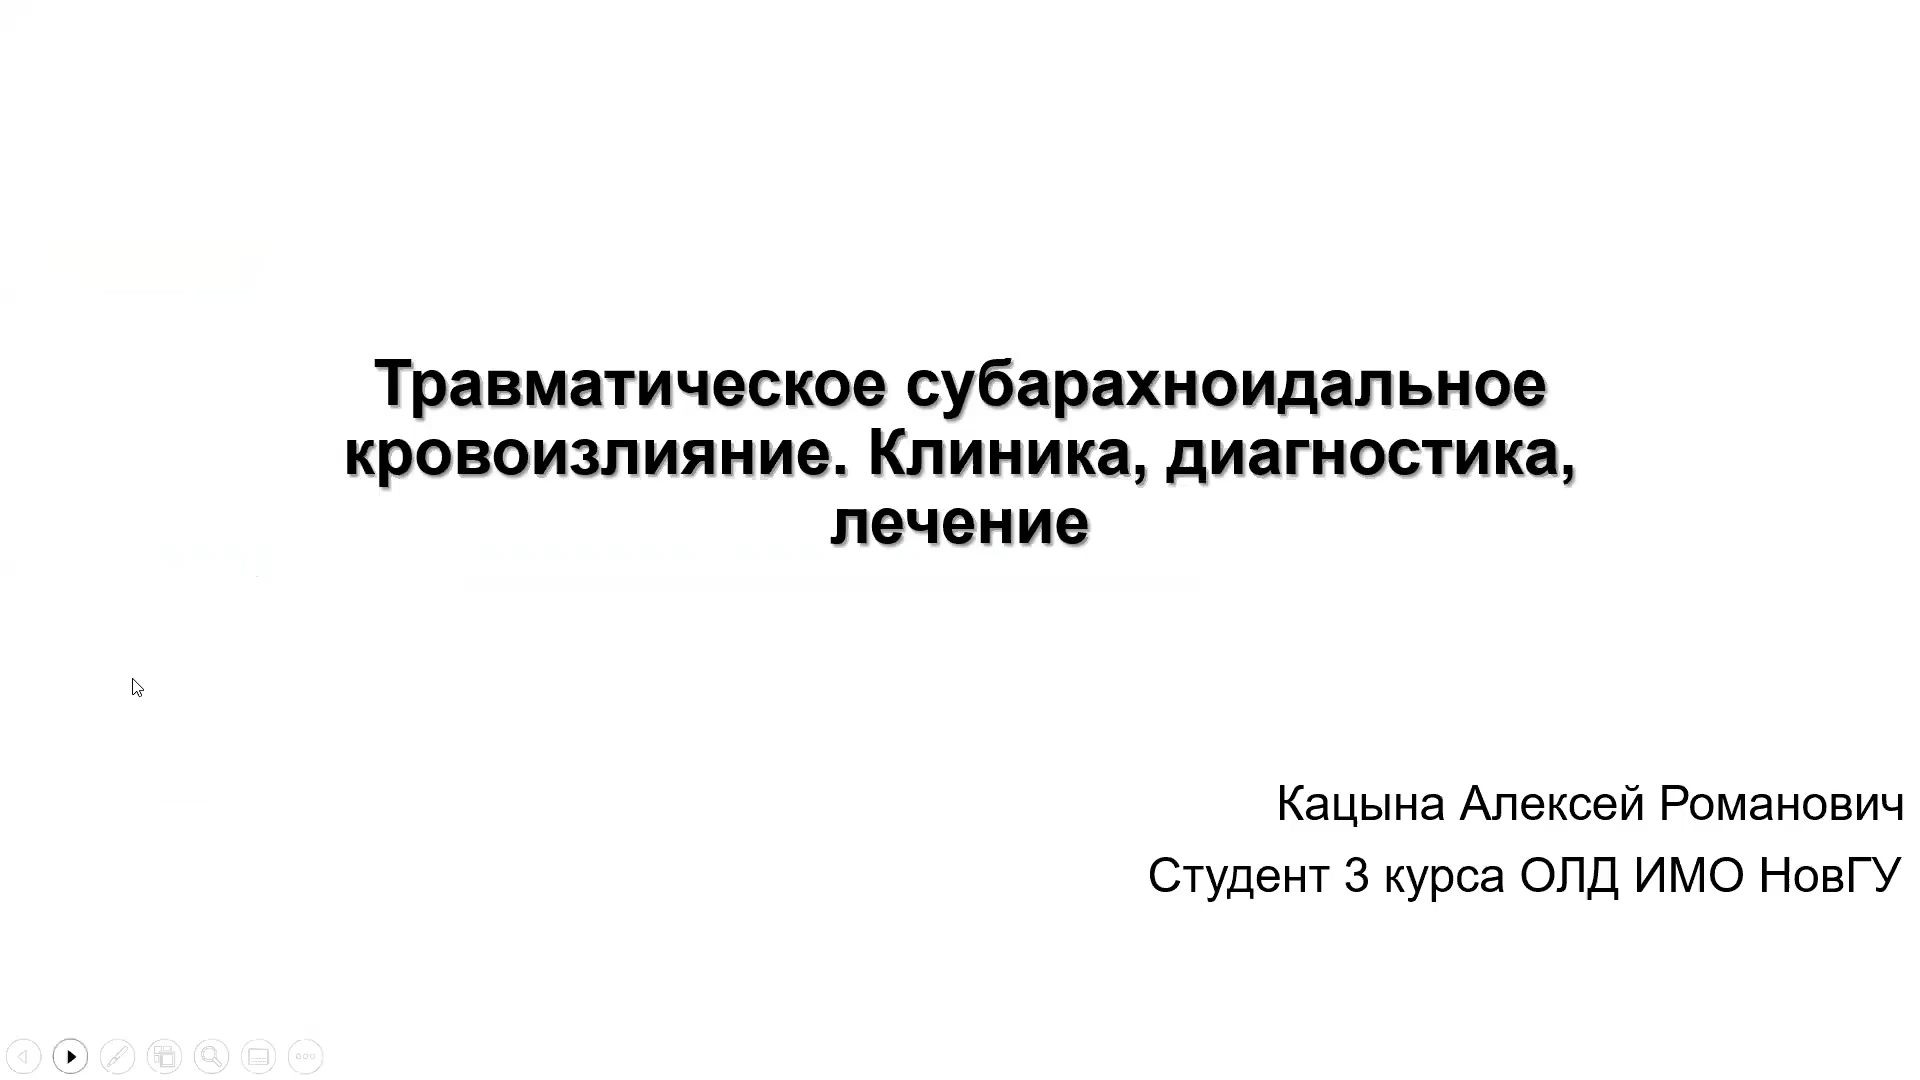 Травматическое субарахноидальное
кровоизлияние. Клиника, диагностика,
лечение
Кацына Алексей Романович
Студент 3 курса ОЛД ИМО НовГУ